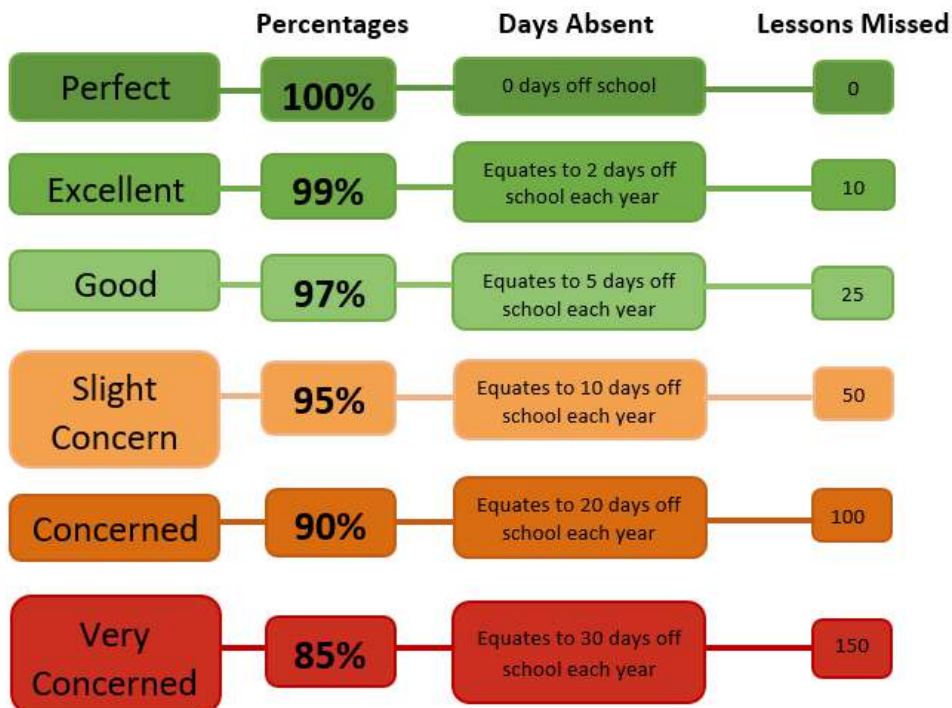 Percentages Days Absent Lessons Missed
Perfect 100% 0 days off school 0
Excellent 99% Equates to 2 days off 10
school each year
Good 97% Equates to 5 days off 25
school each year
Slight 95% Equates to 10 days off 50
Concern school each year
Concerned 90% Equates to 20 days off 100
school each year
Very 85% Equates to 30 days off 150
Concerned school each year